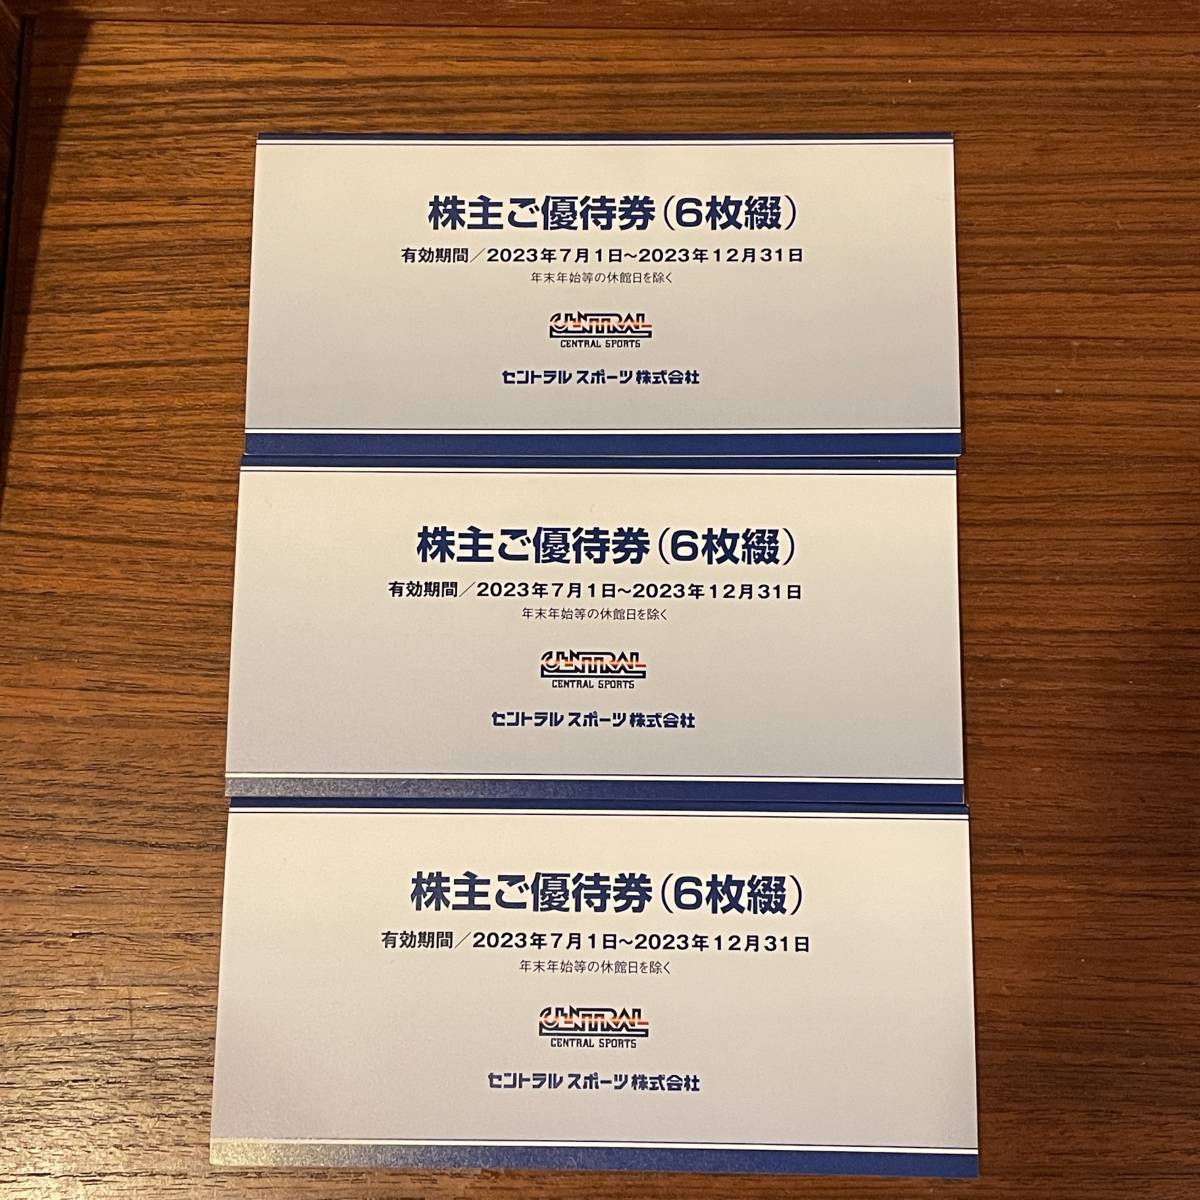 株主ご優待券(6枚綴)
有効期間／2023年7月1日〜2023年12月31日
年末年始等の休館日を除く
CENTRAL
CENTRAL SPORTS
セントラルスポーツ株式会社
株主ご優待券(6枚綴)
有効期間／2023年7月1日〜2023年12月31日
年末年始等の休館日を除く
CENTRAL
CENTRAL SPORTS
セントラルスポーツ株式会社
株主ご優待券(6枚綴)
有効期間／2023年7月1日〜2023年12月31日
年末年始等の休館日を除く
CENTRAL
CENTRAL SPORTS
セントラルスポーツ株式会社